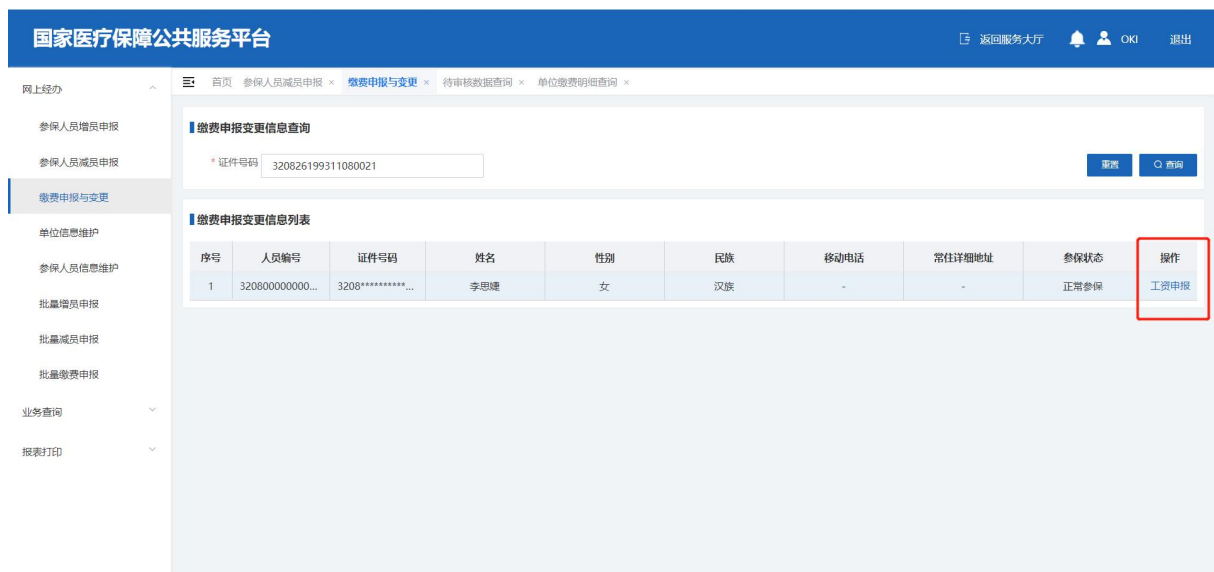 国家医疗保障公共服务平台
返回服务大厅 OKI 退出
网上经办
参保人员增员申报
参保人员减员申报
缴费申报与变更
单位信息维护
参保人员信息维护
批量增员申报
批量减员申报
批量缴费申报
业务查询
报表打印
首页 参保人员减员申报 × 缴费申报与变更 × 待审核数据查询 × 单位缴费明细查询 ×
缴费申报变更信息查询
* 证件号码 320826199311080021 重置 查询
缴费申报变更信息列表
序号 人员编号 证件号码 姓名 性别 民族 移动电话 常住详细地址 参保状态 操作
1 320800000000... 3208**********... 李思婕 女 汉族 - - 正常参保 工资申报